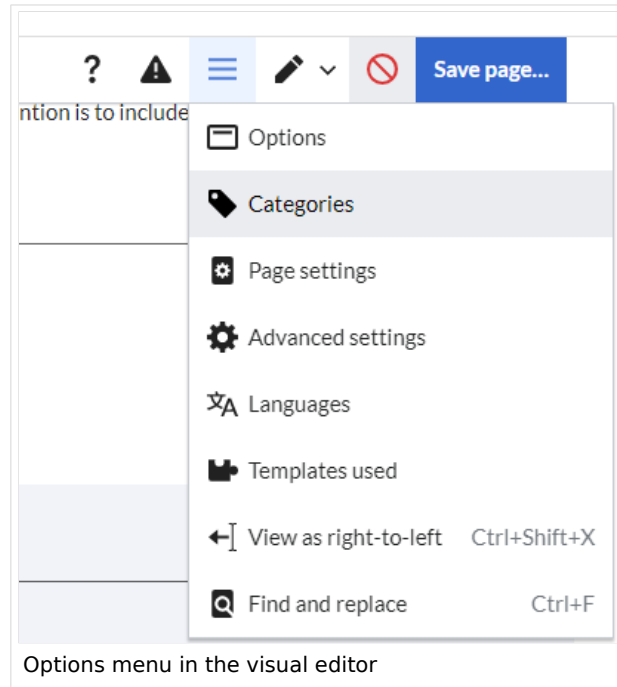 ? Save page...
ntion is to include
Options
Categories
Page settings
Advanced settings
Languages
Templates used
View as right-to-left Ctrl+Shift+X
Find and replace Ctrl+F
Options menu in the visual editor